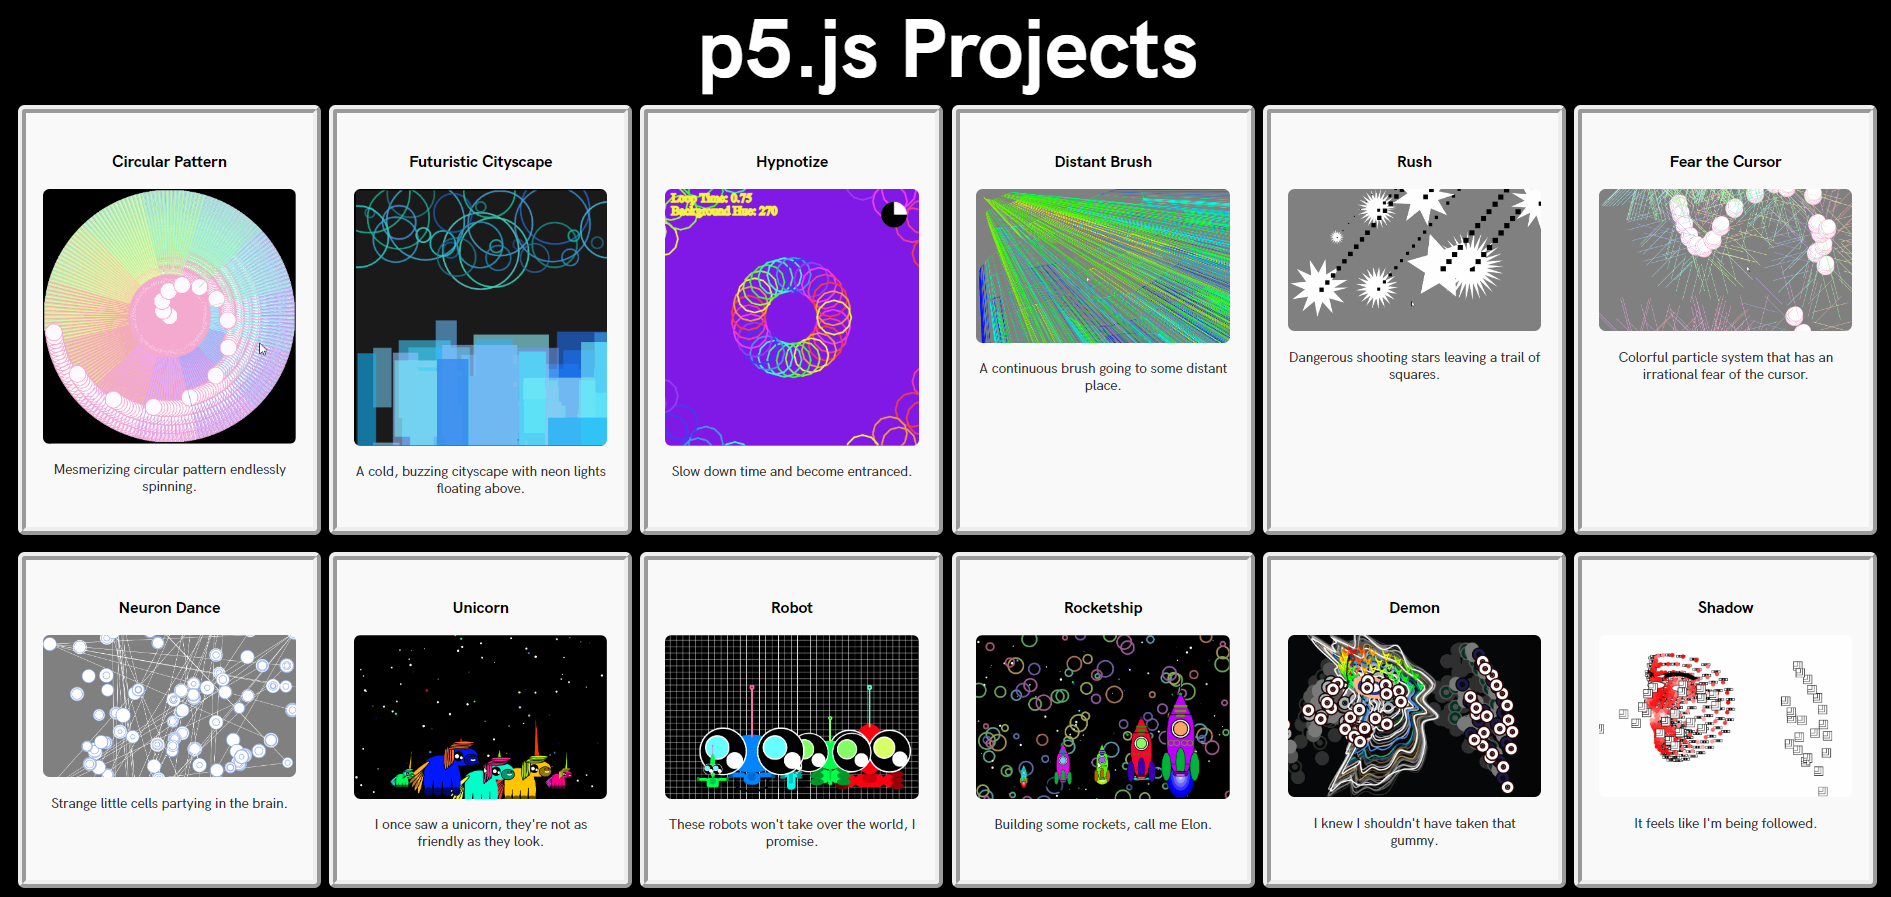 p5.js Projects
Circular Pattern
Futuristic Cityscape
Hypnotize
Distant Brush
Rush
Fear the Cursor
Loop Time: 0.75
Background Hue: 270
Mesmerizing circular pattern endlessly
spinning.
A cold, buzzing cityscape with neon lights
floating above.
Slow down time and become entranced.
A continuous brush going to some distant
place.
Dangerous shooting stars leaving a trail of
squares.
Colorful particle system that has an
irrational fear of the cursor.
Neuron Dance
Unicorn
Robot
Rocketship
Demon
Shadow
Strange little cells partying in the brain.
I once saw a unicorn, they're not as
friendly as they look.
These robots won't take over the world, I
promise.
Building some rockets, call me Elon.
I knew I shouldn't have taken that
gummy.
It feels like I'm being followed.